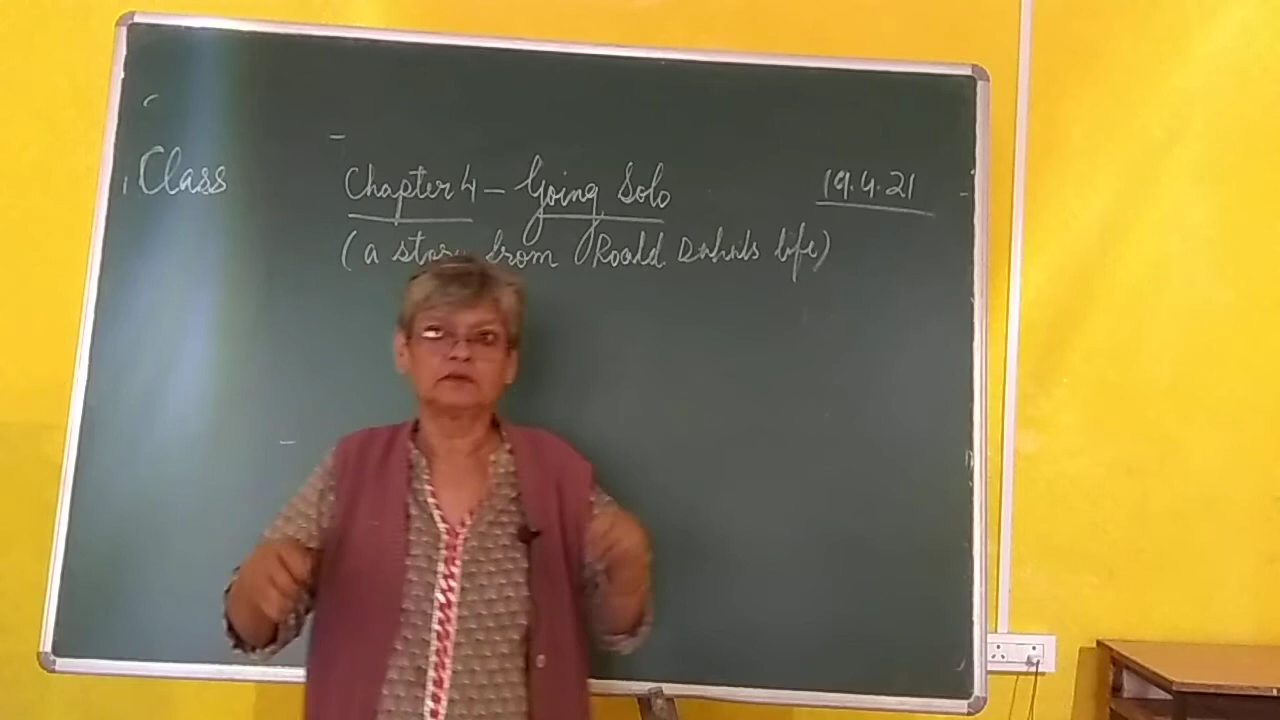 Class Chapter 4 - Going Solo 19.4.21
(a story from Roald Dahl's life)